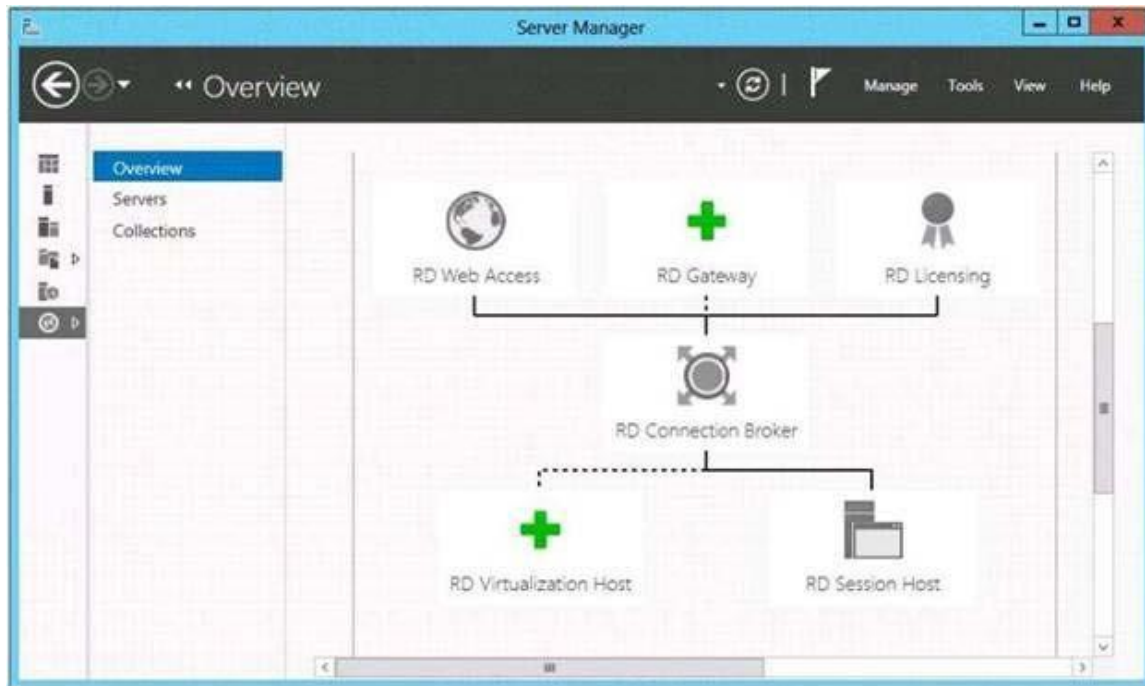 Server Manager
Overview
Manage Tools View Help
Overview
Servers
Collections
RD Web Access RD Gateway RD Licensing
RD Connection Broker
RD Virtualization Host RD Session Host